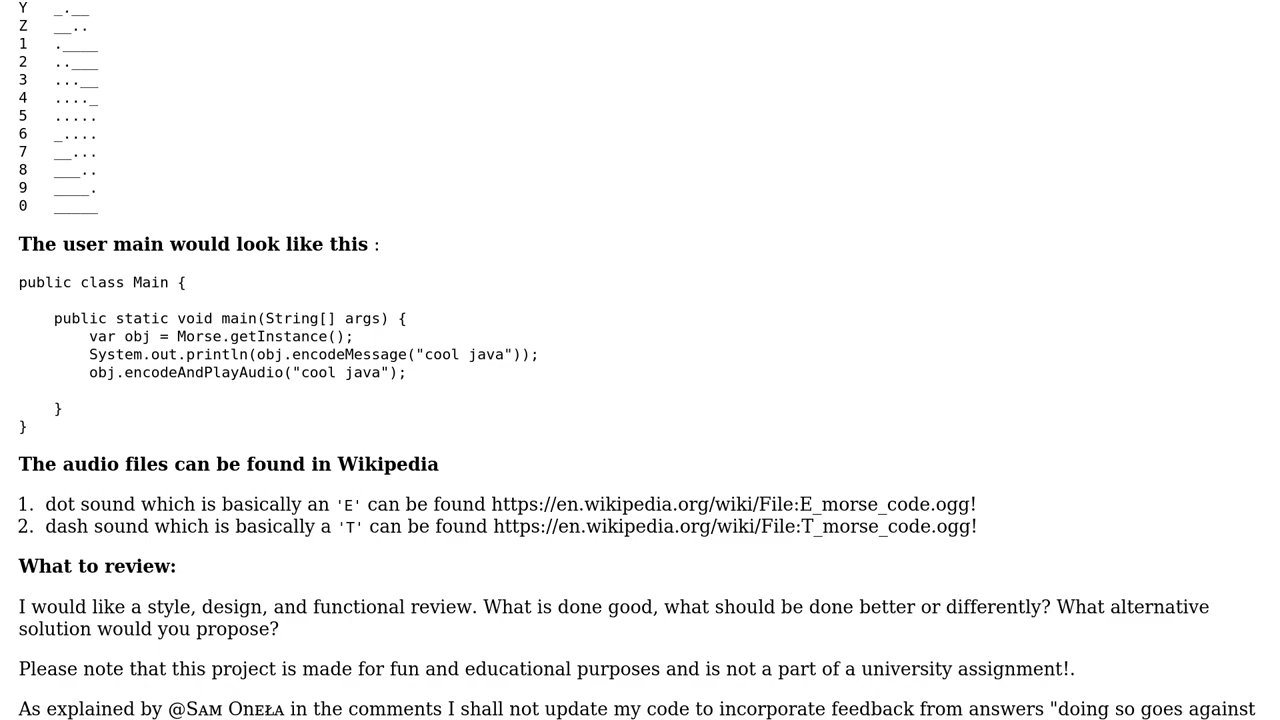 Y   _.__
Z   __..
1   .____
2   ..___
3   ...__
4   ...._
5   .....
6   _....
7   __...
8   ___..
9   ____.
0   _____
The user main would look like this :
public class Main {
    public static void main(String[] args) {
        var obj = Morse.getInstance();
        System.out.println(obj.encodeMessage("cool java"));
        obj.encodeAndPlayAudio("cool java");
    }
}
The audio files can be found in Wikipedia
1. dot sound which is basically an 'E' can be found https://en.wikipedia.org/wiki/File:E_morse_code.ogg!
2. dash sound which is basically a 'T' can be found https://en.wikipedia.org/wiki/File:T_morse_code.ogg!
What to review:
I would like a style, design, and functional review. What is done good, what should be done better or differently? What alternative
solution would you propose?
Please note that this project is made for fun and educational purposes and is not a part of a university assignment!.
As explained by @Sᴀᴍ Oɴᴇᴌᴀ in the comments I shall not update my code to incorporate feedback from answers "doing so goes against